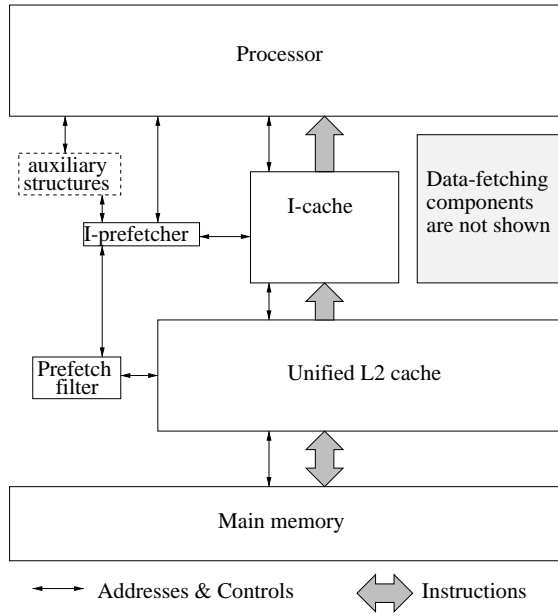 Processor
auxiliary
structures
I-cache
Data-fetching
components
are not shown
I-prefetcher
Prefetch
filter
Unified L2 cache
Main memory
Addresses & Controls
Instructions